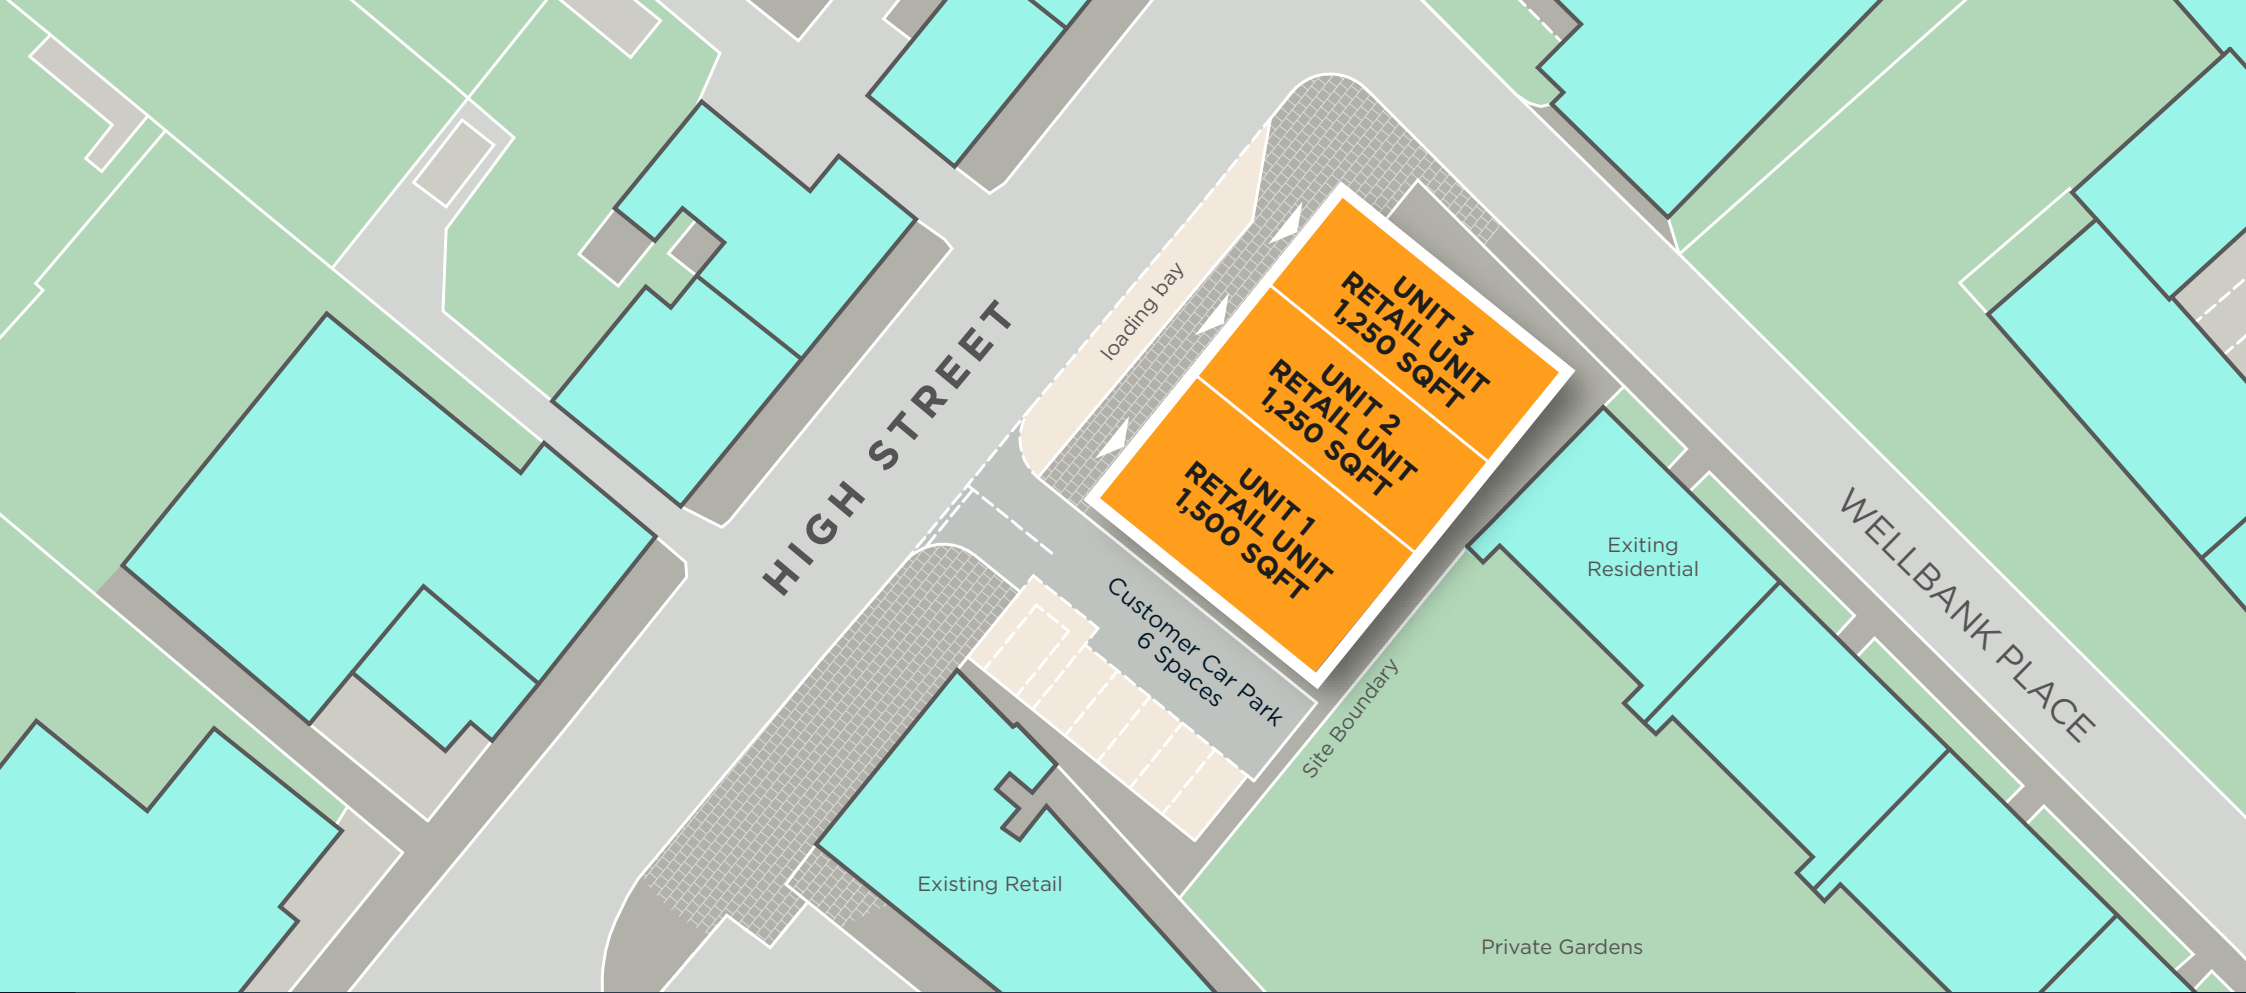 HIGH STREET
loading bay
UNIT 3
RETAIL UNIT
1,250 SQFT
UNIT 2
RETAIL UNIT
1,250 SQFT
UNIT 1
RETAIL UNIT
1,500 SQFT
Customer Car Park
6 Spaces
Site Boundary
Exiting
Residential
WELLBANK PLACE
Existing Retail
Private Gardens